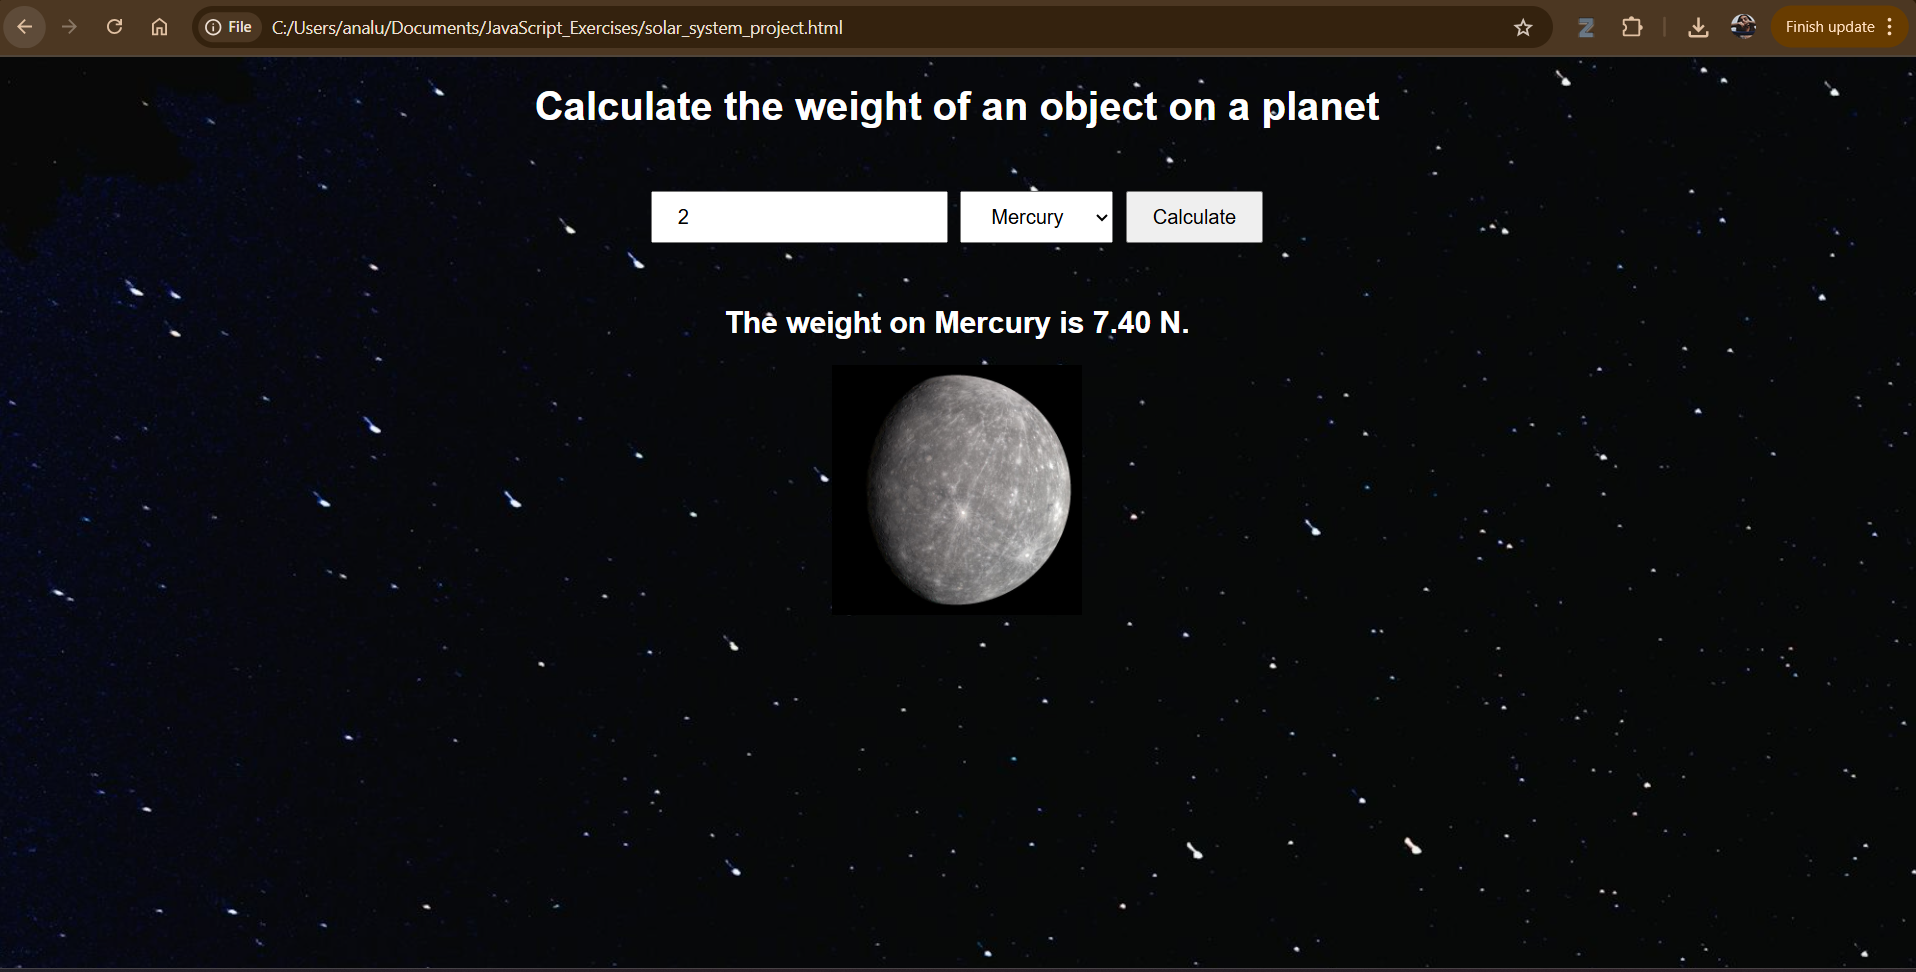 File C:/Users/analu/Documents/JavaScript_Exercises/solar_system_project.html Finish update
Calculate the weight of an object on a planet
2 Mercury Calculate
The weight on Mercury is 7.40 N.